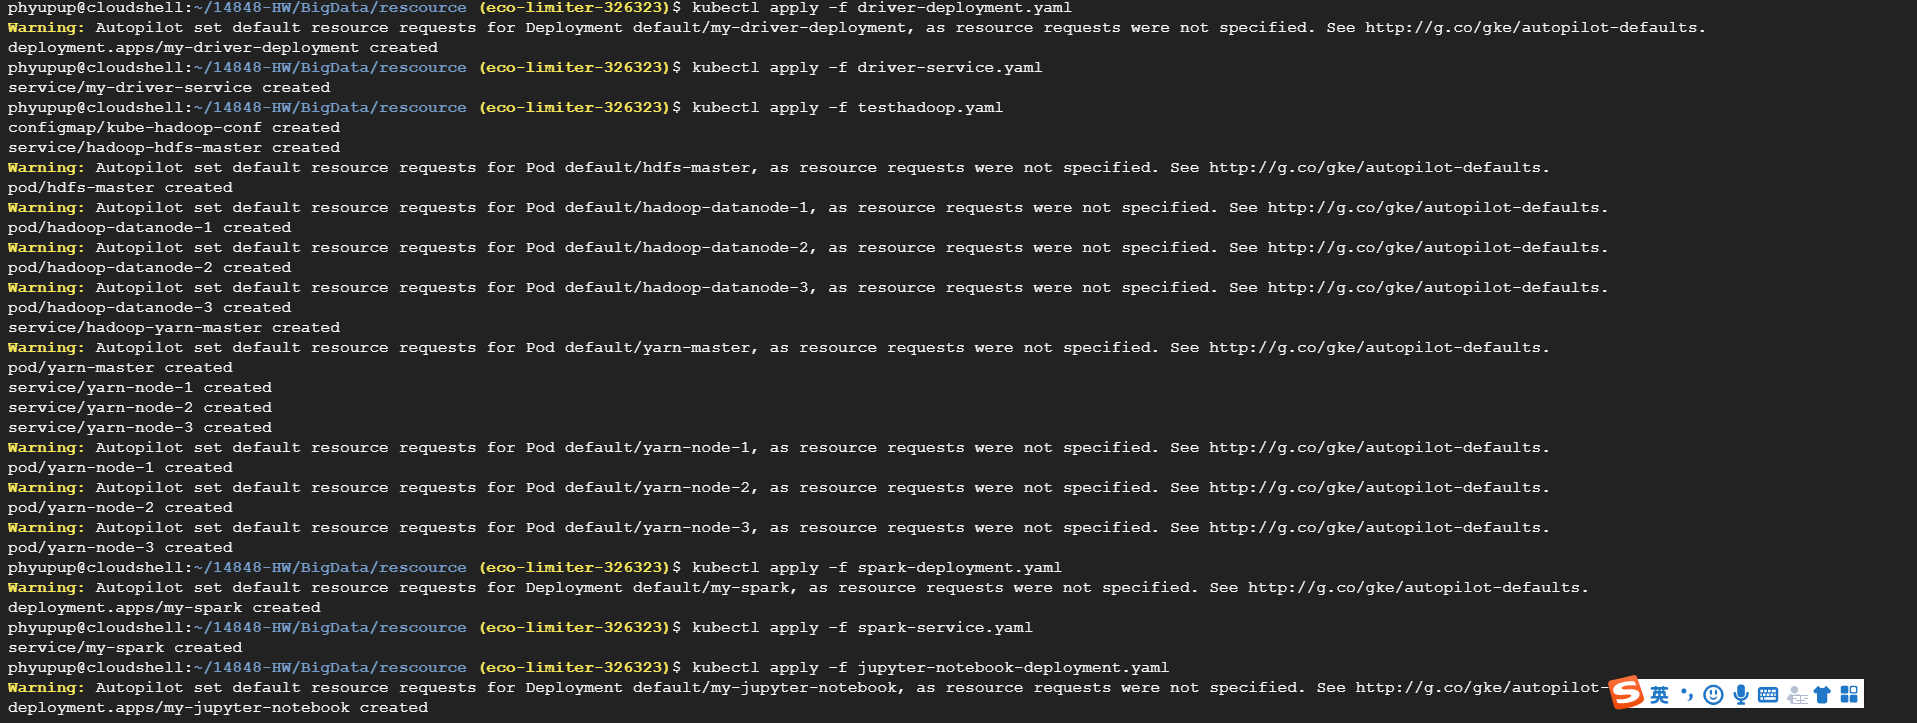 phyupup@cloudshell:~/14848-HW/BigData/rescource (eco-limiter-326323)$ kubectl apply -f driver-deployment.yaml
Warning: Autopilot set default resource requests for Deployment default/my-driver-deployment, as resource requests were not specified. See http://g.co/gke/autopilot-defaults.
deployment.apps/my-driver-deployment created
phyupup@cloudshell:~/14848-HW/BigData/rescource (eco-limiter-326323)$ kubectl apply -f driver-service.yaml
service/my-driver-service created
phyupup@cloudshell:~/14848-HW/BigData/rescource (eco-limiter-326323)$ kubectl apply -f testhadoop.yaml
configmap/kube-hadoop-conf created
service/hadoop-hdfs-master created
Warning: Autopilot set default resource requests for Pod default/hdfs-master, as resource requests were not specified. See http://g.co/gke/autopilot-defaults.
pod/hdfs-master created
Warning: Autopilot set default resource requests for Pod default/hadoop-datanode-1, as resource requests were not specified. See http://g.co/gke/autopilot-defaults.
pod/hadoop-datanode-1 created
Warning: Autopilot set default resource requests for Pod default/hadoop-datanode-2, as resource requests were not specified. See http://g.co/gke/autopilot-defaults.
pod/hadoop-datanode-2 created
Warning: Autopilot set default resource requests for Pod default/hadoop-datanode-3, as resource requests were not specified. See http://g.co/gke/autopilot-defaults.
pod/hadoop-datanode-3 created
service/hadoop-yarn-master created
Warning: Autopilot set default resource requests for Pod default/yarn-master, as resource requests were not specified. See http://g.co/gke/autopilot-defaults.
pod/yarn-master created
service/yarn-node-1 created
service/yarn-node-2 created
service/yarn-node-3 created
Warning: Autopilot set default resource requests for Pod default/yarn-node-1, as resource requests were not specified. See http://g.co/gke/autopilot-defaults.
pod/yarn-node-1 created
Warning: Autopilot set default resource requests for Pod default/yarn-node-2, as resource requests were not specified. See http://g.co/gke/autopilot-defaults.
pod/yarn-node-2 created
Warning: Autopilot set default resource requests for Pod default/yarn-node-3, as resource requests were not specified. See http://g.co/gke/autopilot-defaults.
pod/yarn-node-3 created
phyupup@cloudshell:~/14848-HW/BigData/rescource (eco-limiter-326323)$ kubectl apply -f spark-deployment.yaml
Warning: Autopilot set default resource requests for Deployment default/my-spark, as resource requests were not specified. See http://g.co/gke/autopilot-defaults.
deployment.apps/my-spark created
phyupup@cloudshell:~/14848-HW/BigData/rescource (eco-limiter-326323)$ kubectl apply -f spark-service.yaml
service/my-spark created
phyupup@cloudshell:~/14848-HW/BigData/rescource (eco-limiter-326323)$ kubectl apply -f jupyter-notebook-deployment.yaml
Warning: Autopilot set default resource requests for Deployment default/my-jupyter-notebook, as resource requests were not specified. See http://g.co/gke/autopilot-
S 英
deployment.apps/my-jupyter-notebook created